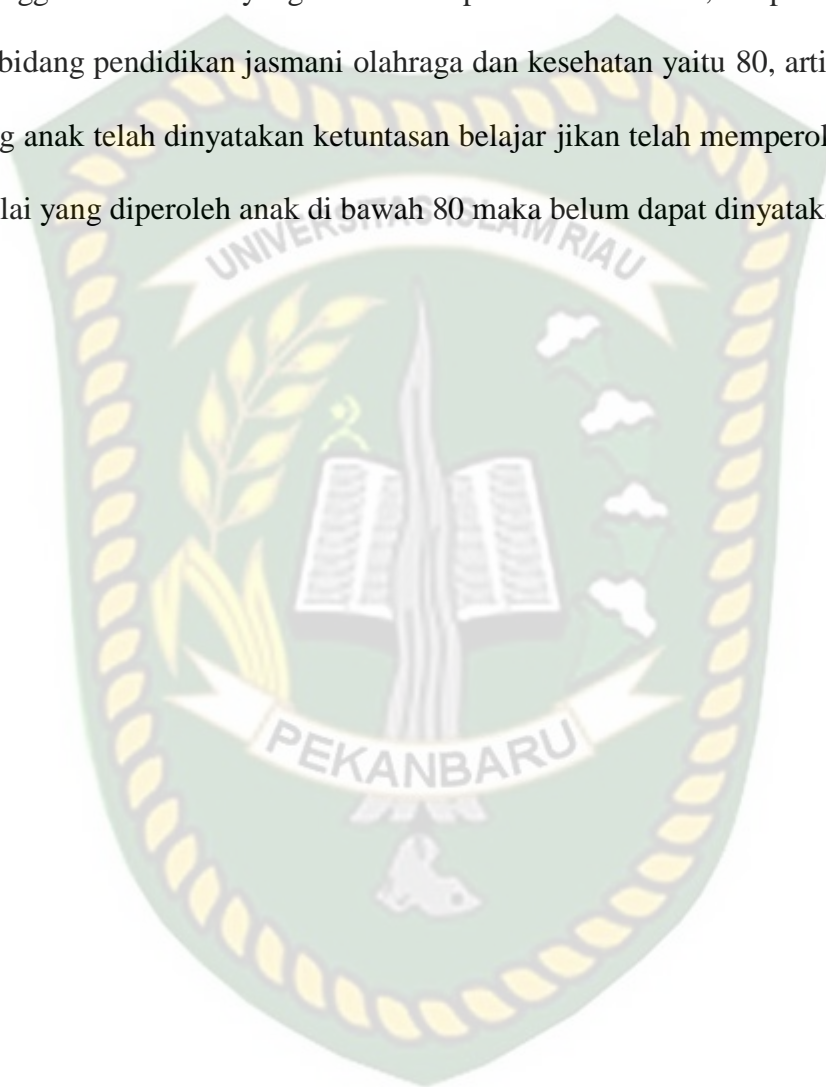 bidang pendidikan jasmani olahraga dan kesehatan yaitu 80, arti
g anak telah dinyatakan ketuntasan belajar jikan telah memperol
lai yang diperoleh anak di bawah 80 maka belum dapat dinyatak
UNIVERSITAS ISLAM RIAU
PEKANBARU